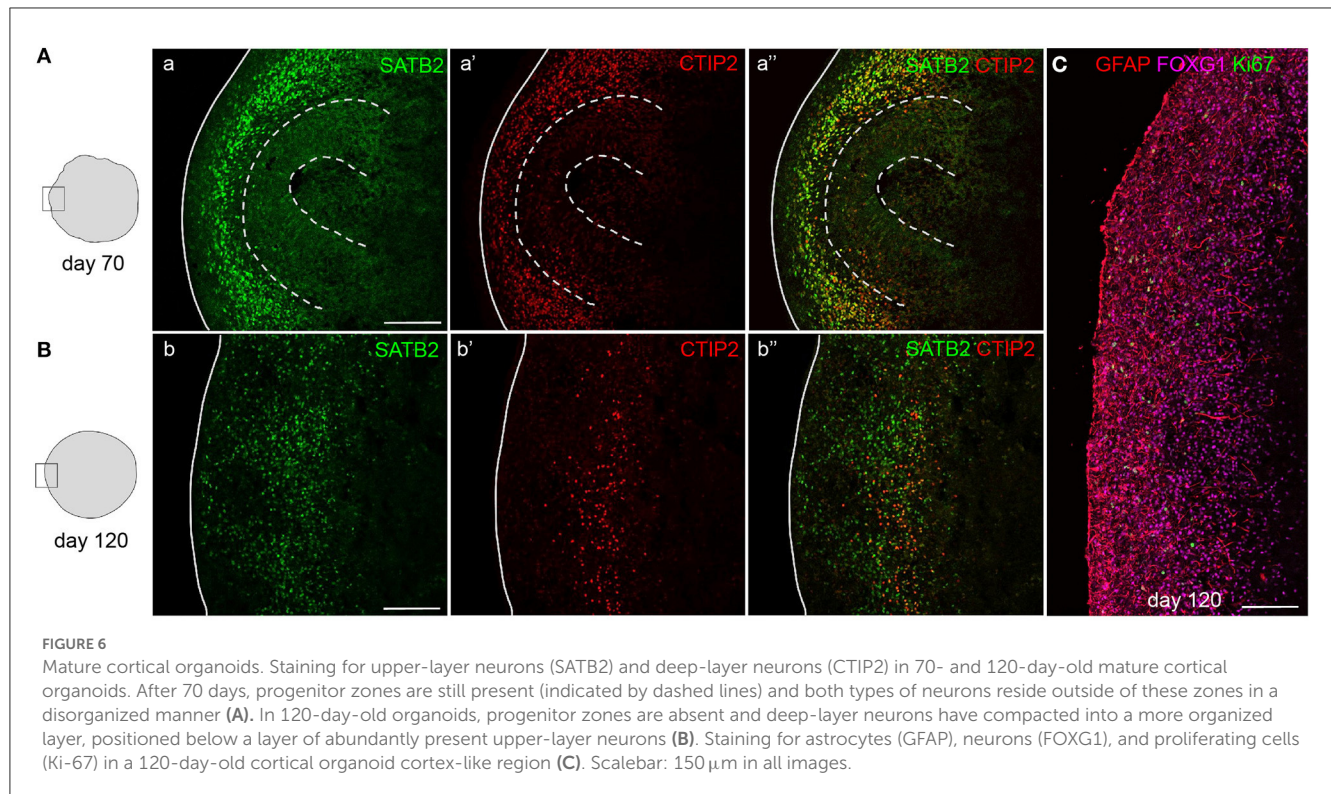 A
a
SATB2
a'
CTIP2
a''
SATB2 CTIP2
C
GFAP FOXG1 Ki67
day 70
B
b
SATB2
b'
CTIP2
b''
SATB2 CTIP2
day 120
day 120
FIGURE 6
Mature cortical organoids. Staining for upper-layer neurons (SATB2) and deep-layer neurons (CTIP2) in 70- and 120-day-old mature cortical
organoids. After 70 days, progenitor zones are still present (indicated by dashed lines) and both types of neurons reside outside of these zones in a
disorganized manner (A). In 120-day-old organoids, progenitor zones are absent and deep-layer neurons have compacted into a more organized
layer, positioned below a layer of abundantly present upper-layer neurons (B). Staining for astrocytes (GFAP), neurons (FOXG1), and proliferating cells
(Ki-67) in a 120-day-old cortical organoid cortex-like region (C). Scalebar: 150 μm in all images.